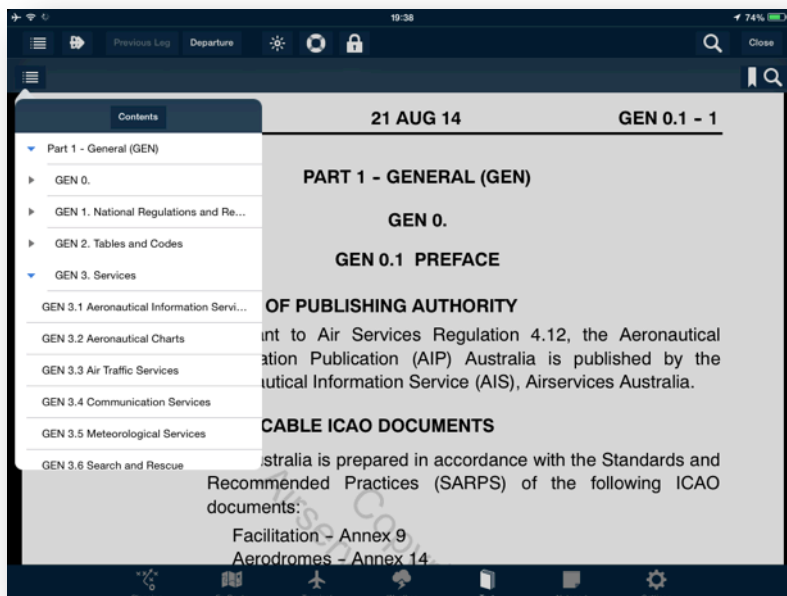 19:38
74%
Previous Leg
Departure
Close
Contents
Part 1 - General (GEN)
GEN 0.
GEN 1. National Regulations and Re...
GEN 2. Tables and Codes
GEN 3. Services
GEN 3.1 Aeronautical Information Servi...
GEN 3.2 Aeronautical Charts
GEN 3.3 Air Traffic Services
GEN 3.4 Communication Services
GEN 3.5 Meteorological Services
GEN 3.6 Search and Rescue
21 AUG 14
GEN 0.1 - 1
PART 1 - GENERAL (GEN)
GEN 0.
GEN 0.1 PREFACE
OF PUBLISHING AUTHORITY
nt to Air Services Regulation 4.12, the Aeronautical
ation Publication (AIP) Australia is published by the
utical Information Service (AIS), Airservices Australia.
CABLE ICAO DOCUMENTS
stralia is prepared in accordance with the Standards and
Recommended Practices (SARPS) of the following ICAO
documents:
Facilitation - Annex 9
Aerodromes - Annex 14